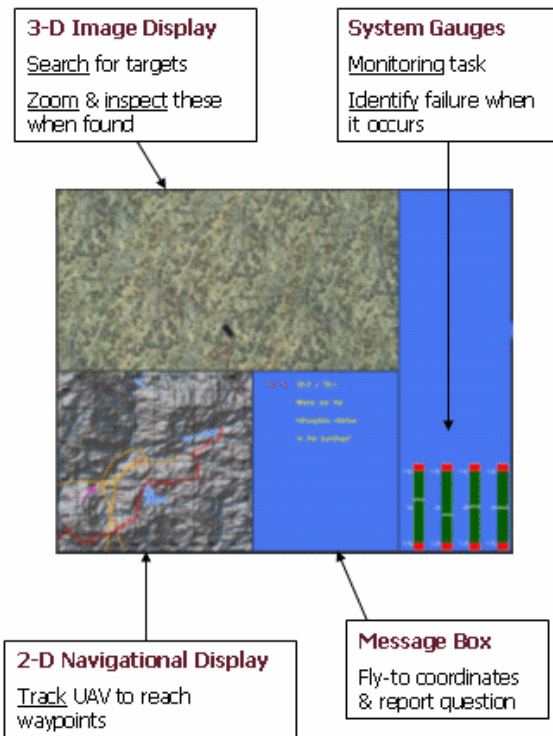 3-D Image Display
Search for targets
Zoom & inspect these
when found
System Gauges
Monitoring task
Identify failure when
it occurs
2-D Navigational Display
Track UAV to reach
waypoints
Message Box
Fly-to coordinates
& report question